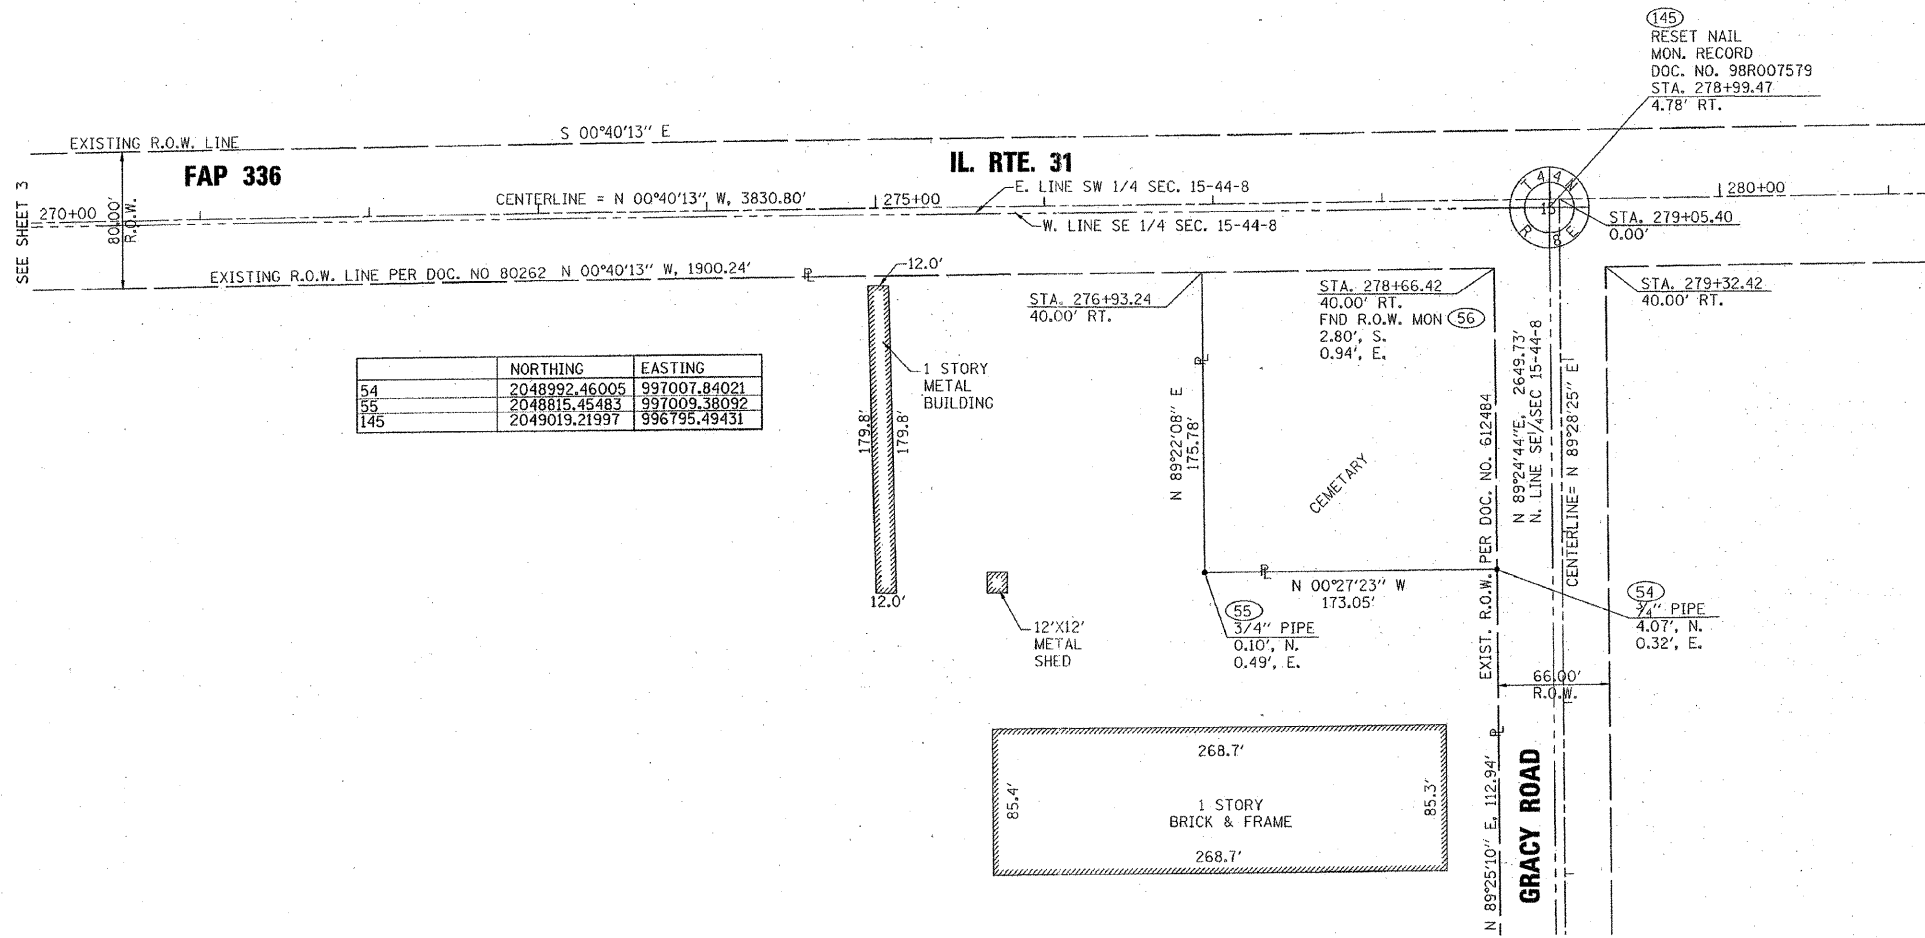 145
RESET NAIL
MON. RECORD
DOC. NO. 98R007579
STA. 278+99.47
4.78' RT.
EXISTING R.O.W. LINE
S 00°40'13" E
FAP 336
IL. RTE. 31
SEE SHEET 3
270+00
80.00'
R.O.W.
CENTERLINE = N 00°40'13" W, 3830.80'
275+00
E. LINE SW 1/4 SEC. 15-44-8
W. LINE SE 1/4 SEC. 15-44-8
T 44 N
15
R 8 E
280+00
STA. 279+05.40
0.00'
EXISTING R.O.W. LINE PER DOC. NO 80262 N 00°40'13" W, 1900.24'
PL
12.0'
STA. 276+93.24
40.00' RT.
STA. 278+66.42
40.00' RT.
FND R.O.W. MON 56
2.80', S.
0.94', E.
STA. 279+32.42
40.00' RT.
NORTHING EASTING
54 2048992.46005 997007.84021
55 2048815.45483 997009.38092
145 2049019.21997 996795.49431
1 STORY
METAL
BUILDING
179.8'
179.8'
12.0'
PL
N 89°22'08" E
175.78'
CEMETARY
EXIST. R.O.W. PER DOC. NO. 612484
N 89°24'44"E, 2649.73'
N. LINE SE1/4SEC 15-44-8
CENTERLINE= N 89°28'25" E
PL
N 00°27'23" W
173.05'
55
3/4" PIPE
0.10', N.
0.49', E.
54
3/4" PIPE
4.07', N.
0.32', E.
12'X12'
METAL
SHED
66.00'
R.O.W.
268.7'
85.4'
1 STORY
BRICK & FRAME
85.3'
268.7'
PL
N 89°25'10" E, 112.94'
GRACY ROAD